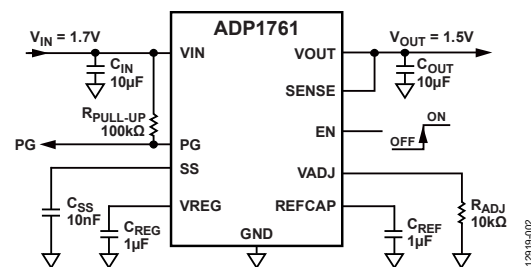 ADP1761
V_IN = 1.7V
VIN
VOUT
V_OUT = 1.5V
C_IN
10µF
C_OUT
10µF
SENSE
R_PULL-UP
100kΩ
EN
ON
OFF
PG
PG
SS
VADJ
C_SS
10nF
VREG
REFCAP
R_ADJ
10kΩ
C_REG
1µF
C_REF
1µF
GND
12919-002